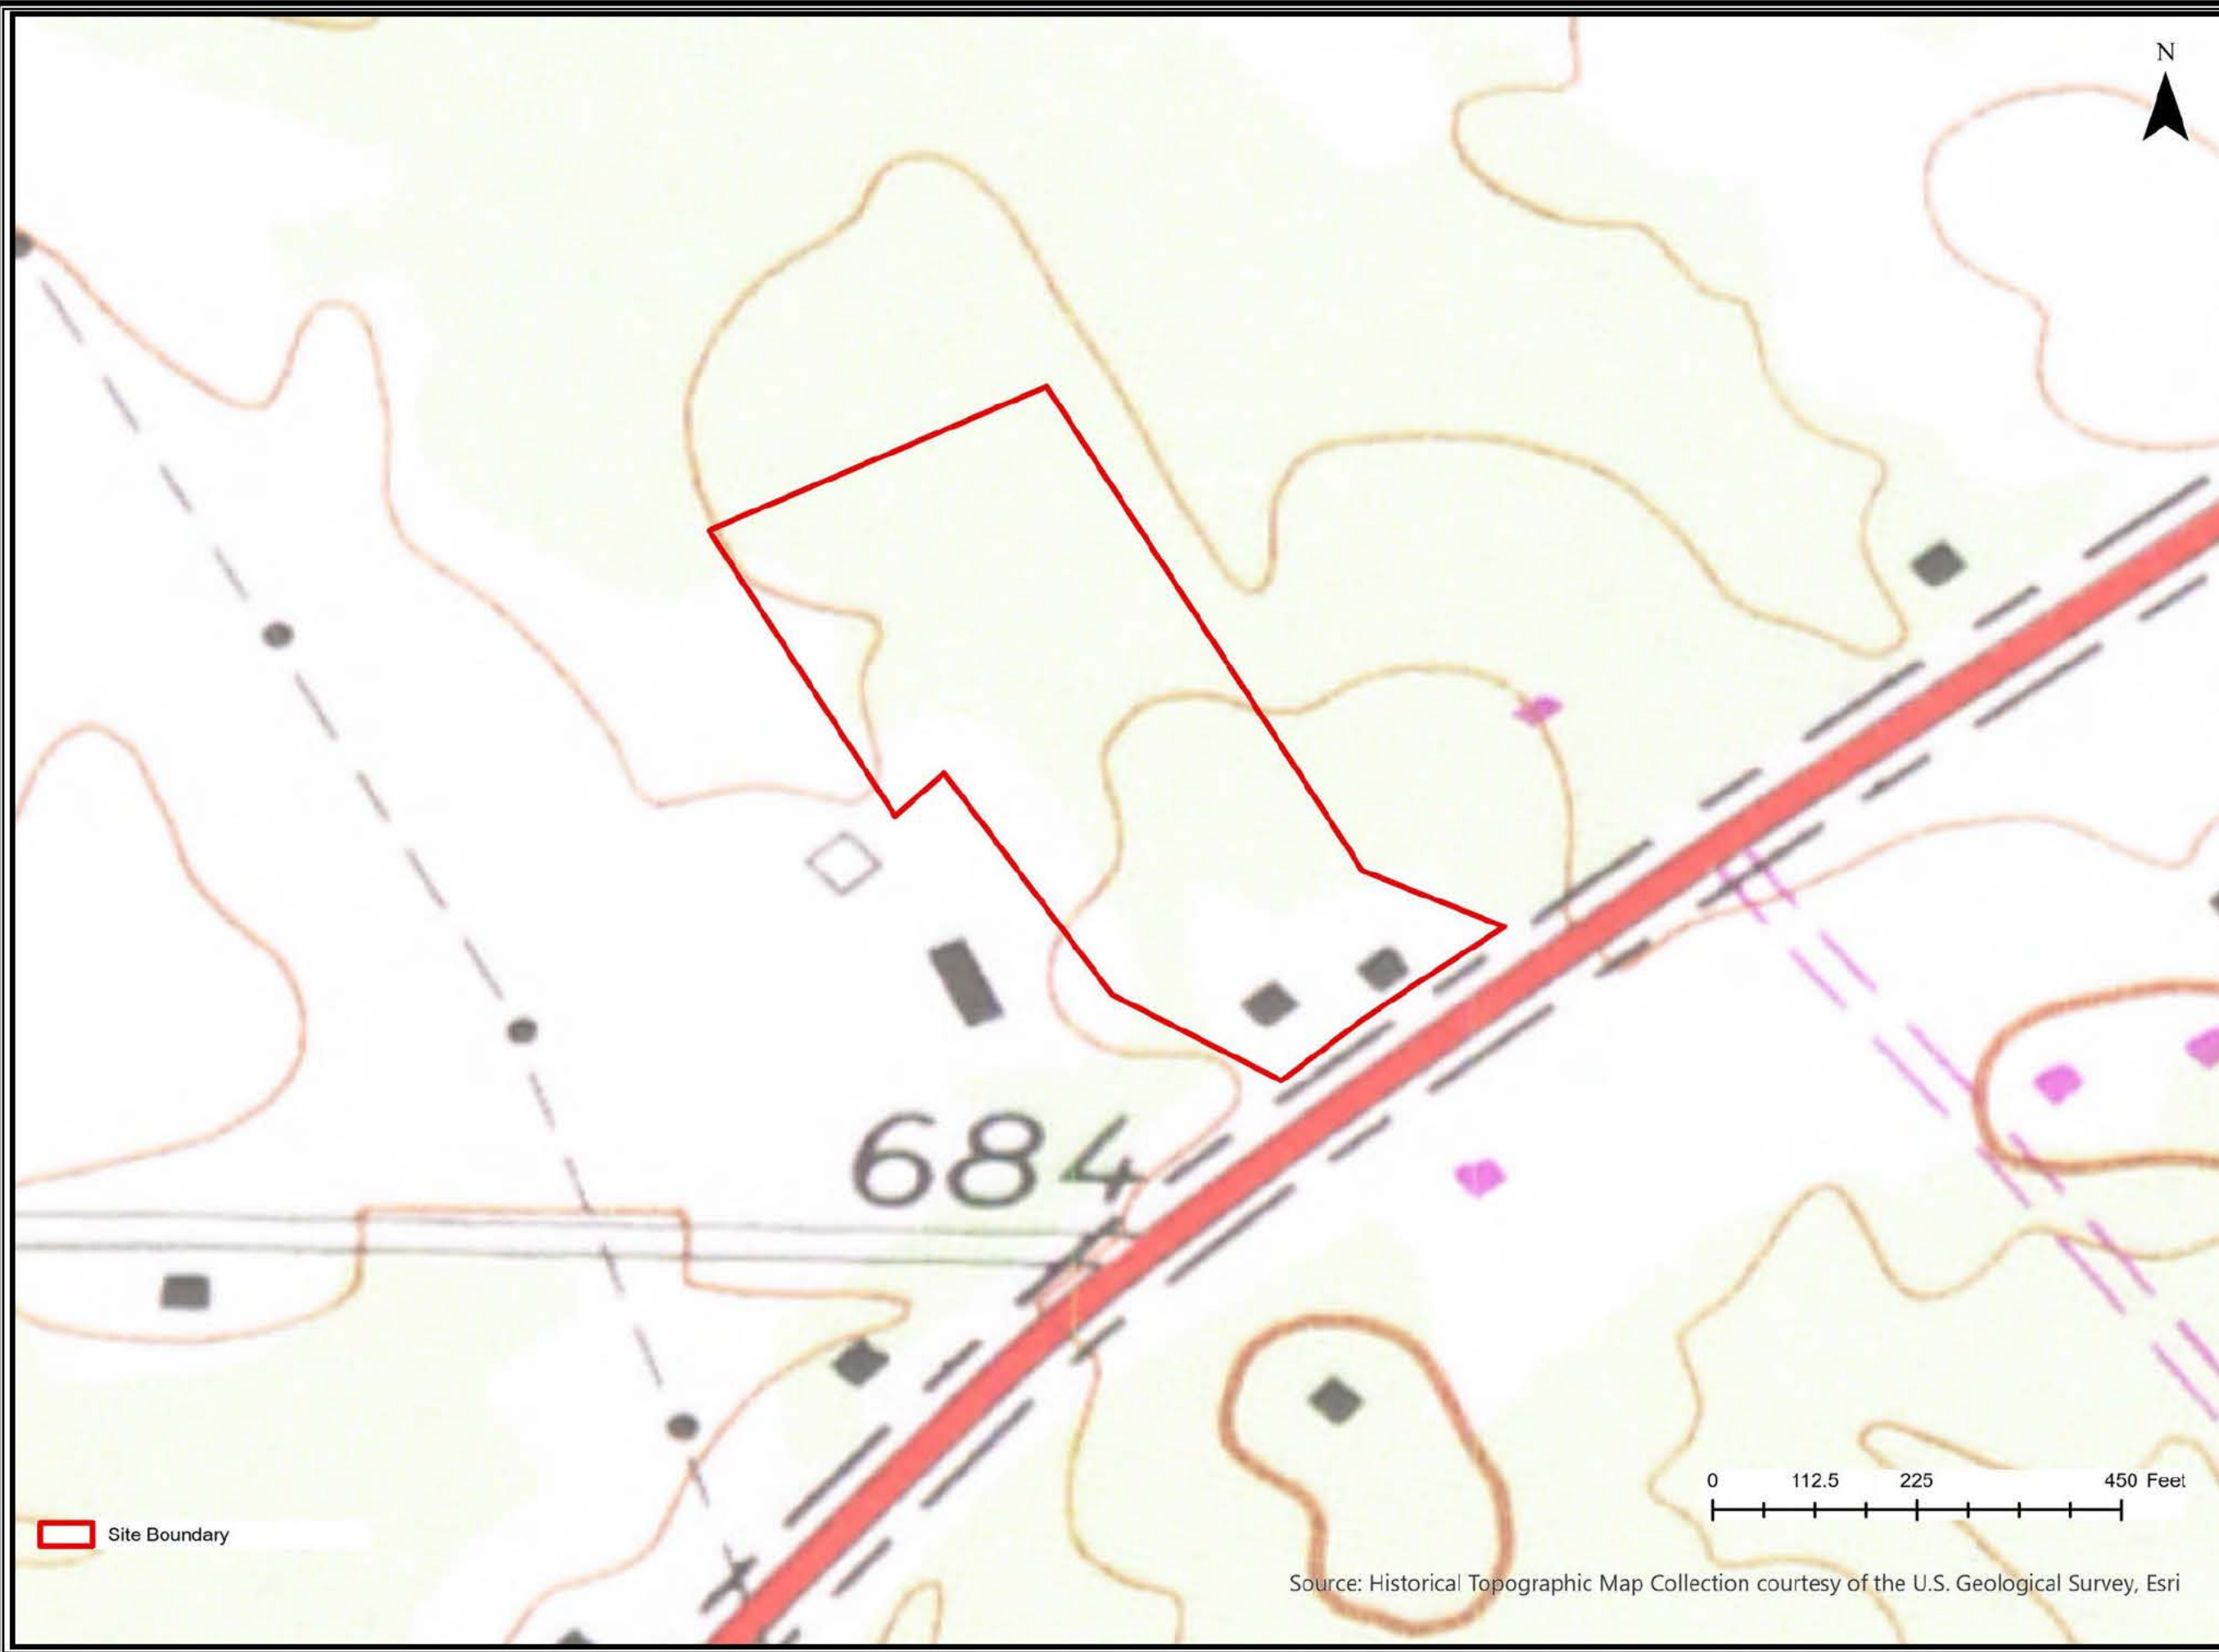 N
684
0 112.5 225 450 Feet
Site Boundary
Source: Historical Topographic Map Collection courtesy of the U.S. Geological Survey, Esri